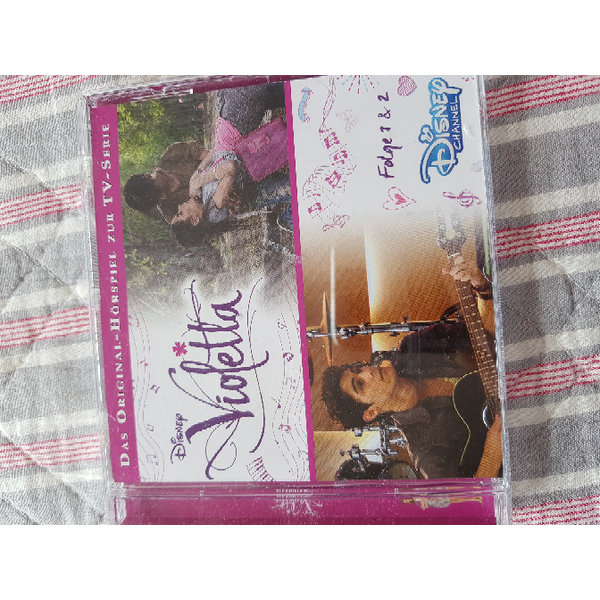 DAS ORIGINAL-HÖRSPIEL ZUR TV-SERIE
DISNEY
Violetta
Folge 1 & 2
DISNEY
CHANNEL